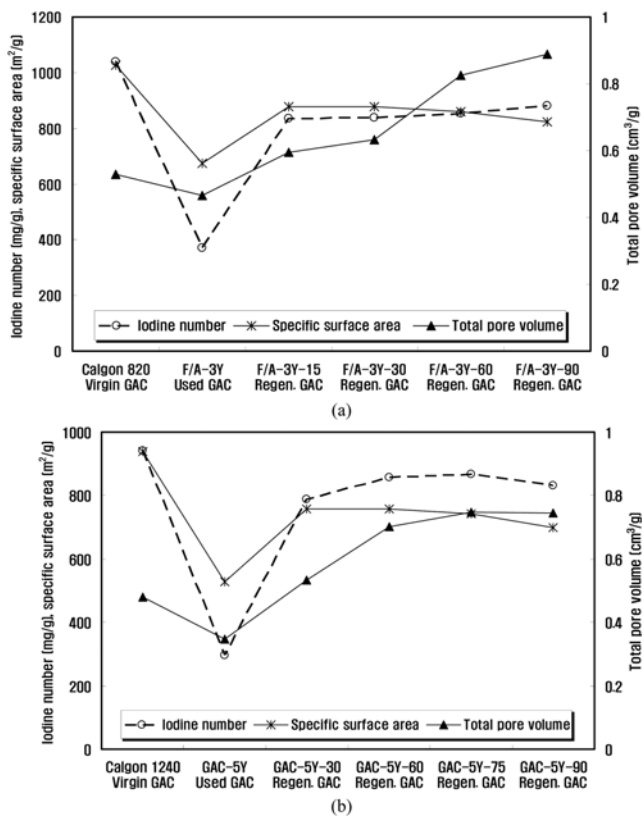 1200
1000
800
600
400
200
0
1
0.8
0.6
0.4
0.2
0
Iodine number (mg/g), specific surface area (m²/g)
Total pore volume (cm³/g)
Iodine number Specific surface area Total pore volume
Calgon 820 F/A-3Y F/A-3Y-15 F/A-3Y-30 F/A-3Y-60 F/A-3Y-90
Virgin GAC Used GAC Regen. GAC Regen. GAC Regen. GAC Regen. GAC
(a)
1000
800
600
400
200
0
1
0.8
0.6
0.4
0.2
0
Iodine number (mg/g), specific surface area (m²/g)
Total pore volume (cm³/g)
Iodine number Specific surface area Total pore volume
Calgon 1240 GAC-5Y GAC-5Y-30 GAC-5Y-60 GAC-5Y-75 GAC-5Y-90
Virgin GAC Used GAC Regen. GAC Regen. GAC Regen. GAC Regen. GAC
(b)